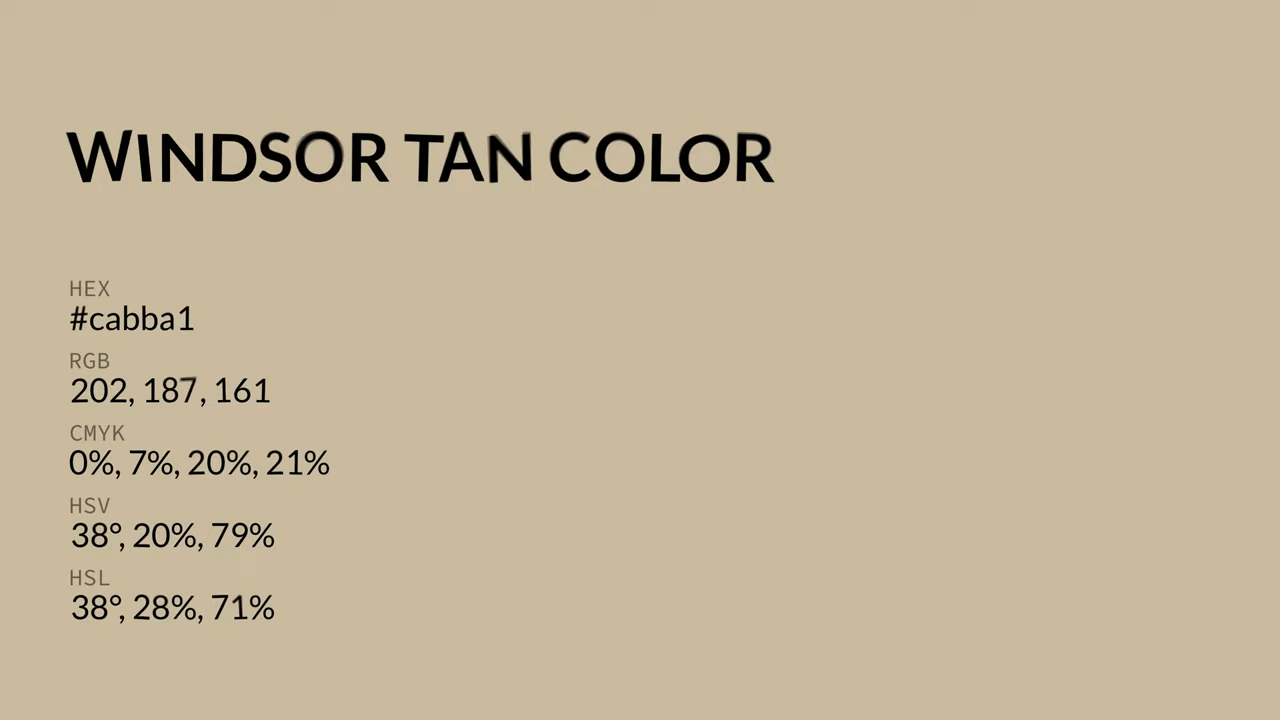 WINDSOR TAN COLOR
HEX
#cabba1
RGB
202, 187, 161
CMYK
0%, 7%, 20%, 21%
HSV
38°, 20%, 79%
HSL
38°, 28%, 71%